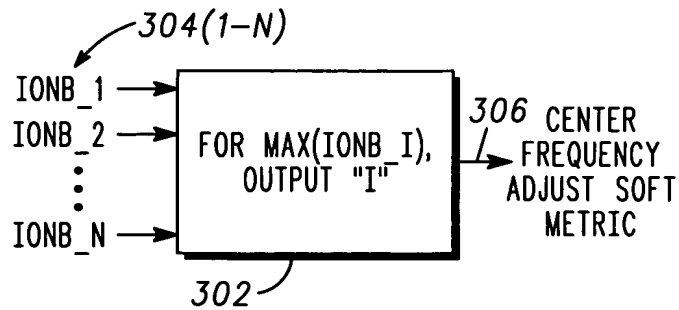 304(1-N)
IONB_1
IONB_2
IONB_N
FOR MAX(IONB_I),
OUTPUT "I"
302
306
CENTER
FREQUENCY
ADJUST SOFT
METRIC